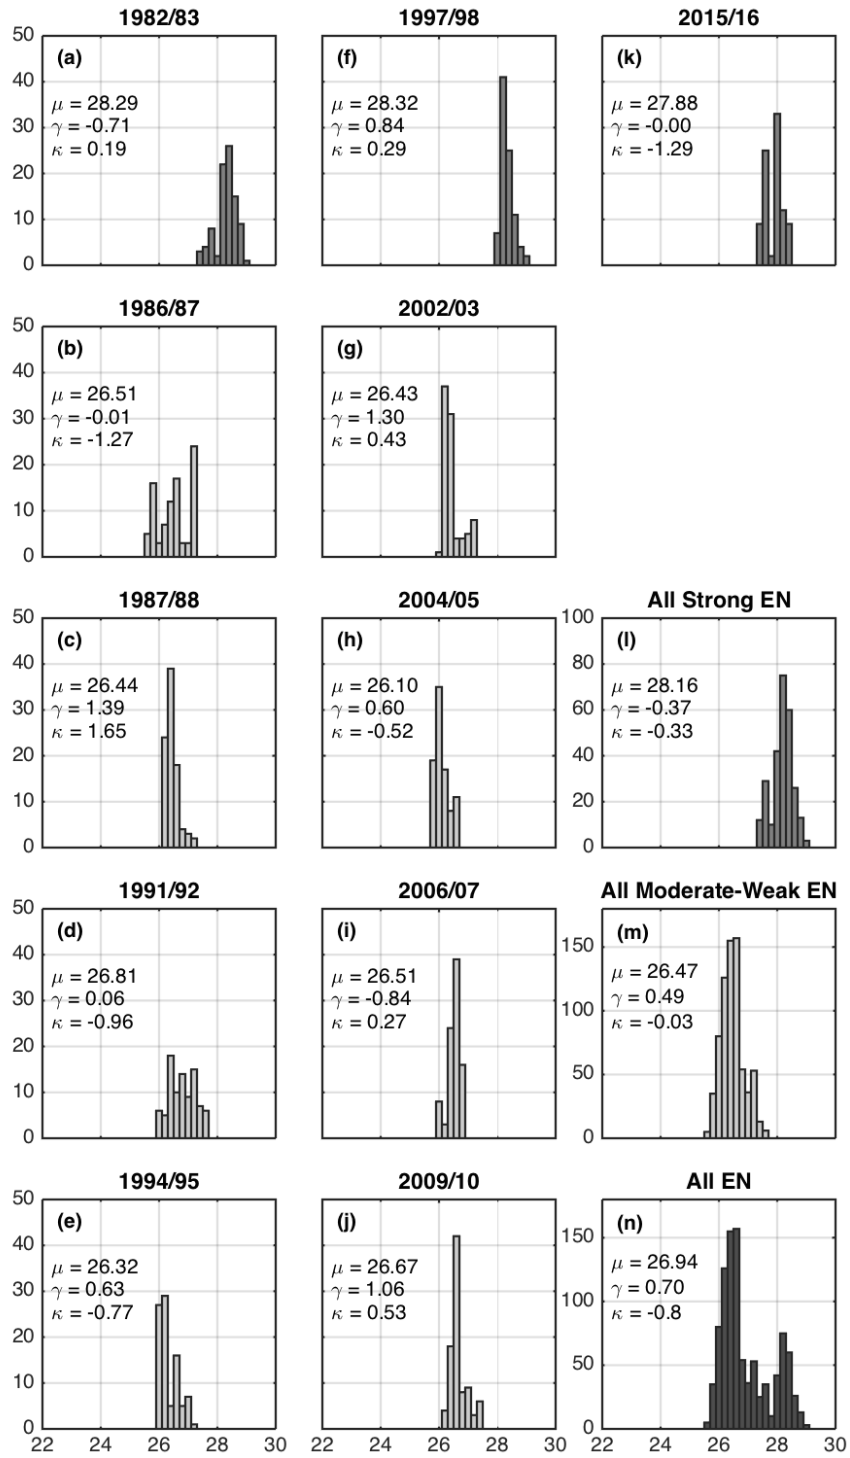 1982/83
50
40
30
20
10
0
(a)
μ = 28.29
γ = -0.71
κ = 0.19
1997/98
(f)
μ = 28.32
γ = 0.84
κ = 0.29
2015/16
(k)
μ = 27.88
γ = -0.00
κ = -1.29
1986/87
50
40
30
20
10
0
(b)
μ = 26.51
γ = -0.01
κ = -1.27
2002/03
(g)
μ = 26.43
γ = 1.30
κ = 0.43
1987/88
50
40
30
20
10
0
(c)
μ = 26.44
γ = 1.39
κ = 1.65
2004/05
(h)
μ = 26.10
γ = 0.60
κ = -0.52
All Strong EN
100
80
60
40
20
0
(l)
μ = 28.16
γ = -0.37
κ = -0.33
1991/92
50
40
30
20
10
0
(d)
μ = 26.81
γ = 0.06
κ = -0.96
2006/07
(i)
μ = 26.51
γ = -0.84
κ = 0.27
All Moderate-Weak EN
150
100
50
0
(m)
μ = 26.47
γ = 0.49
κ = -0.03
1994/95
50
40
30
20
10
0
(e)
μ = 26.32
γ = 0.63
κ = -0.77
22 24 26 28 30
2009/10
(j)
μ = 26.67
γ = 1.06
κ = 0.53
22 24 26 28 30
All EN
150
100
50
0
(n)
μ = 26.94
γ = 0.70
κ = -0.8
22 24 26 28 30